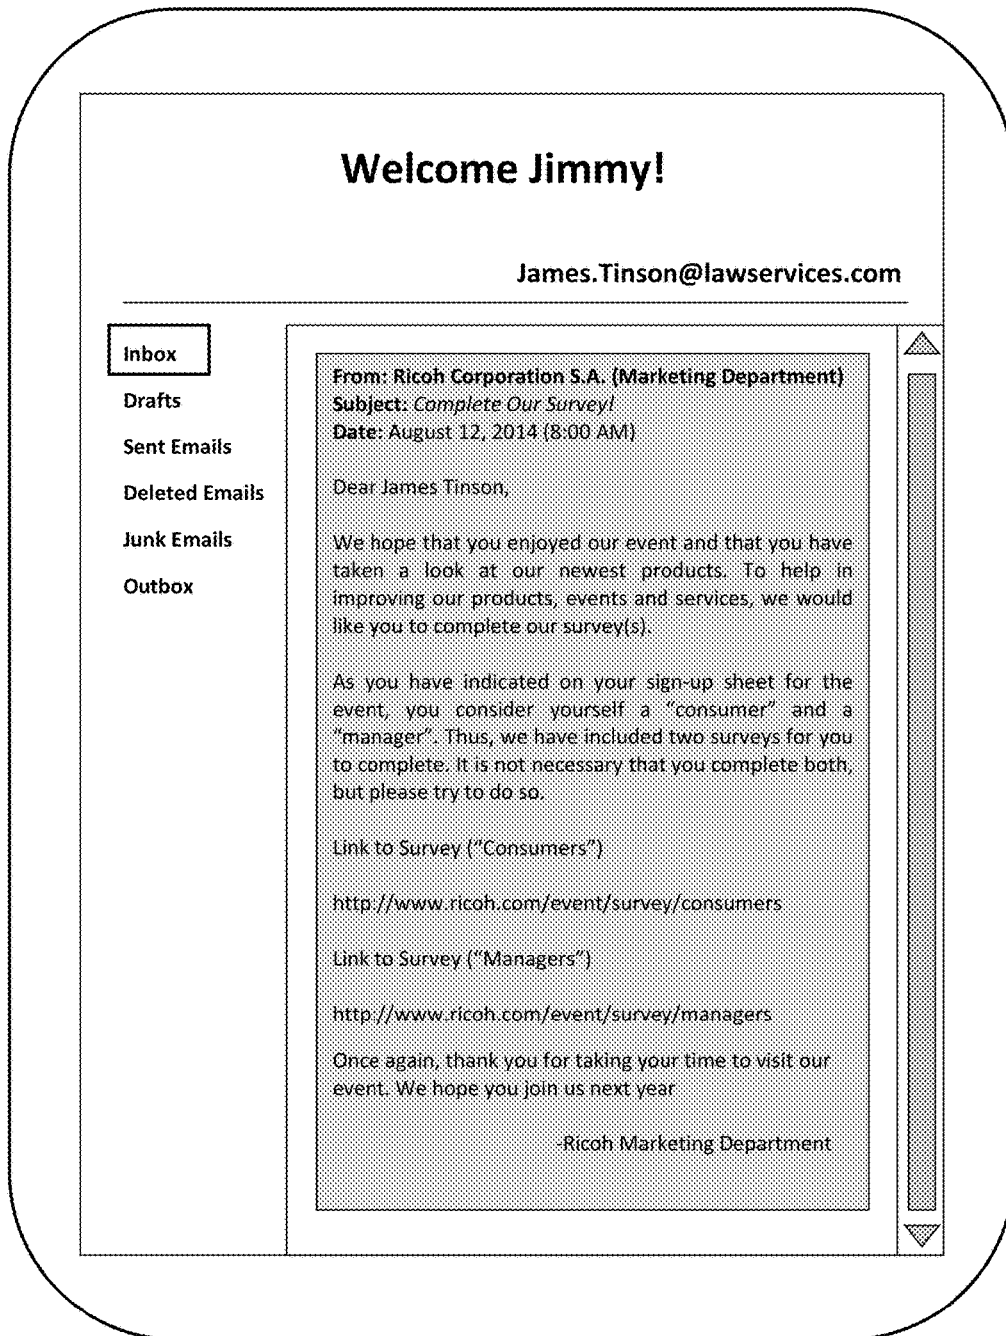 Welcome Jimmy!
James.Tinson@lawservices.com
Inbox
Drafts
Sent Emails
Deleted Emails
Junk Emails
Outbox
From: Ricoh Corporation S.A. (Marketing Department)
Subject: Complete Our Survey!
Date: August 12, 2014 (8:00 AM)
Dear James Tinson,
We hope that you enjoyed our event and that you have
taken a look at our newest products. To help in
improving our products, events and services, we would
like you to complete our survey(s).
As you have indicated on your sign-up sheet for the
event, you consider yourself a “consumer” and a
“manager”. Thus, we have included two surveys for you
to complete. It is not necessary that you complete both,
but please try to do so.
Link to Survey (“Consumers”)
http://www.ricoh.com/event/survey/consumers
Link to Survey (“Managers”)
http://www.ricoh.com/event/survey/managers
Once again, thank you for taking your time to visit our
event. We hope you join us next year
-Ricoh Marketing Department